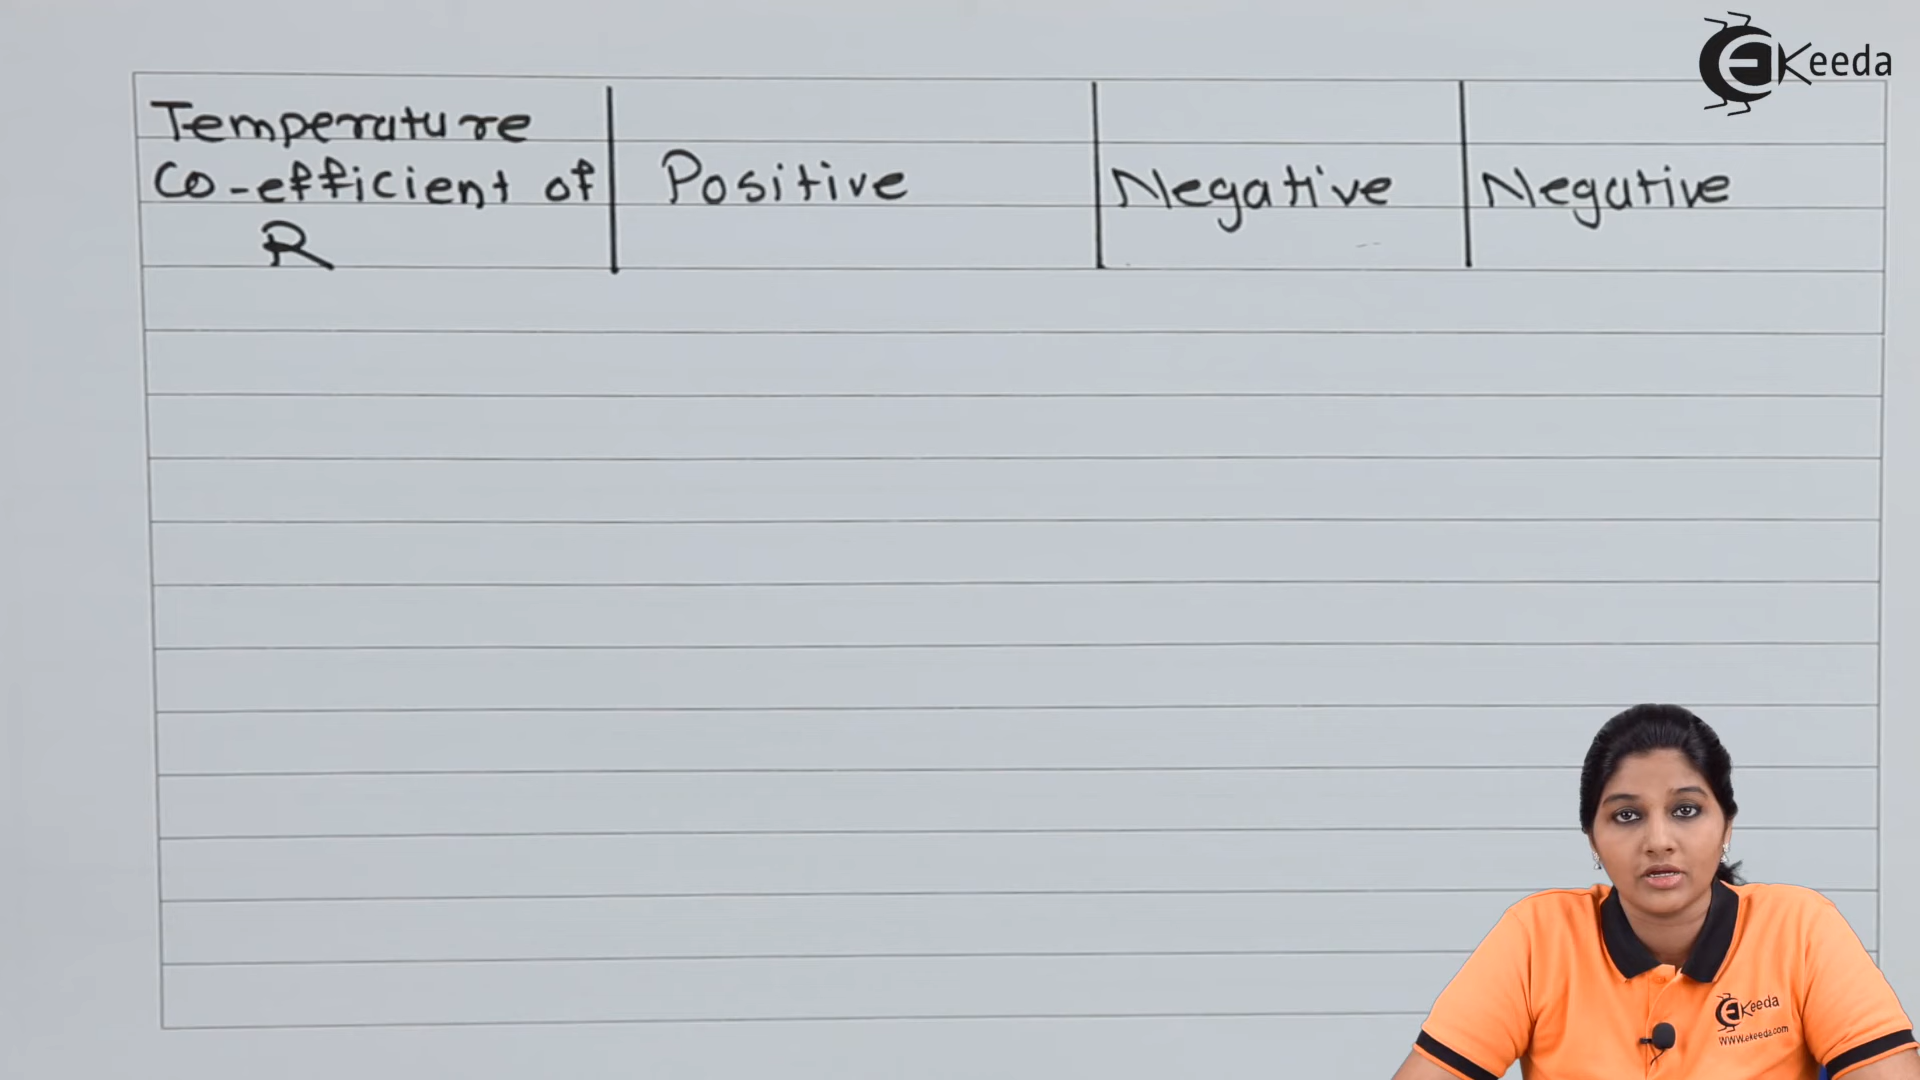 Keeda
Temperature
Co-efficient of
R
Positive
Negative
Negative
Keeda
www.ekeeda.com